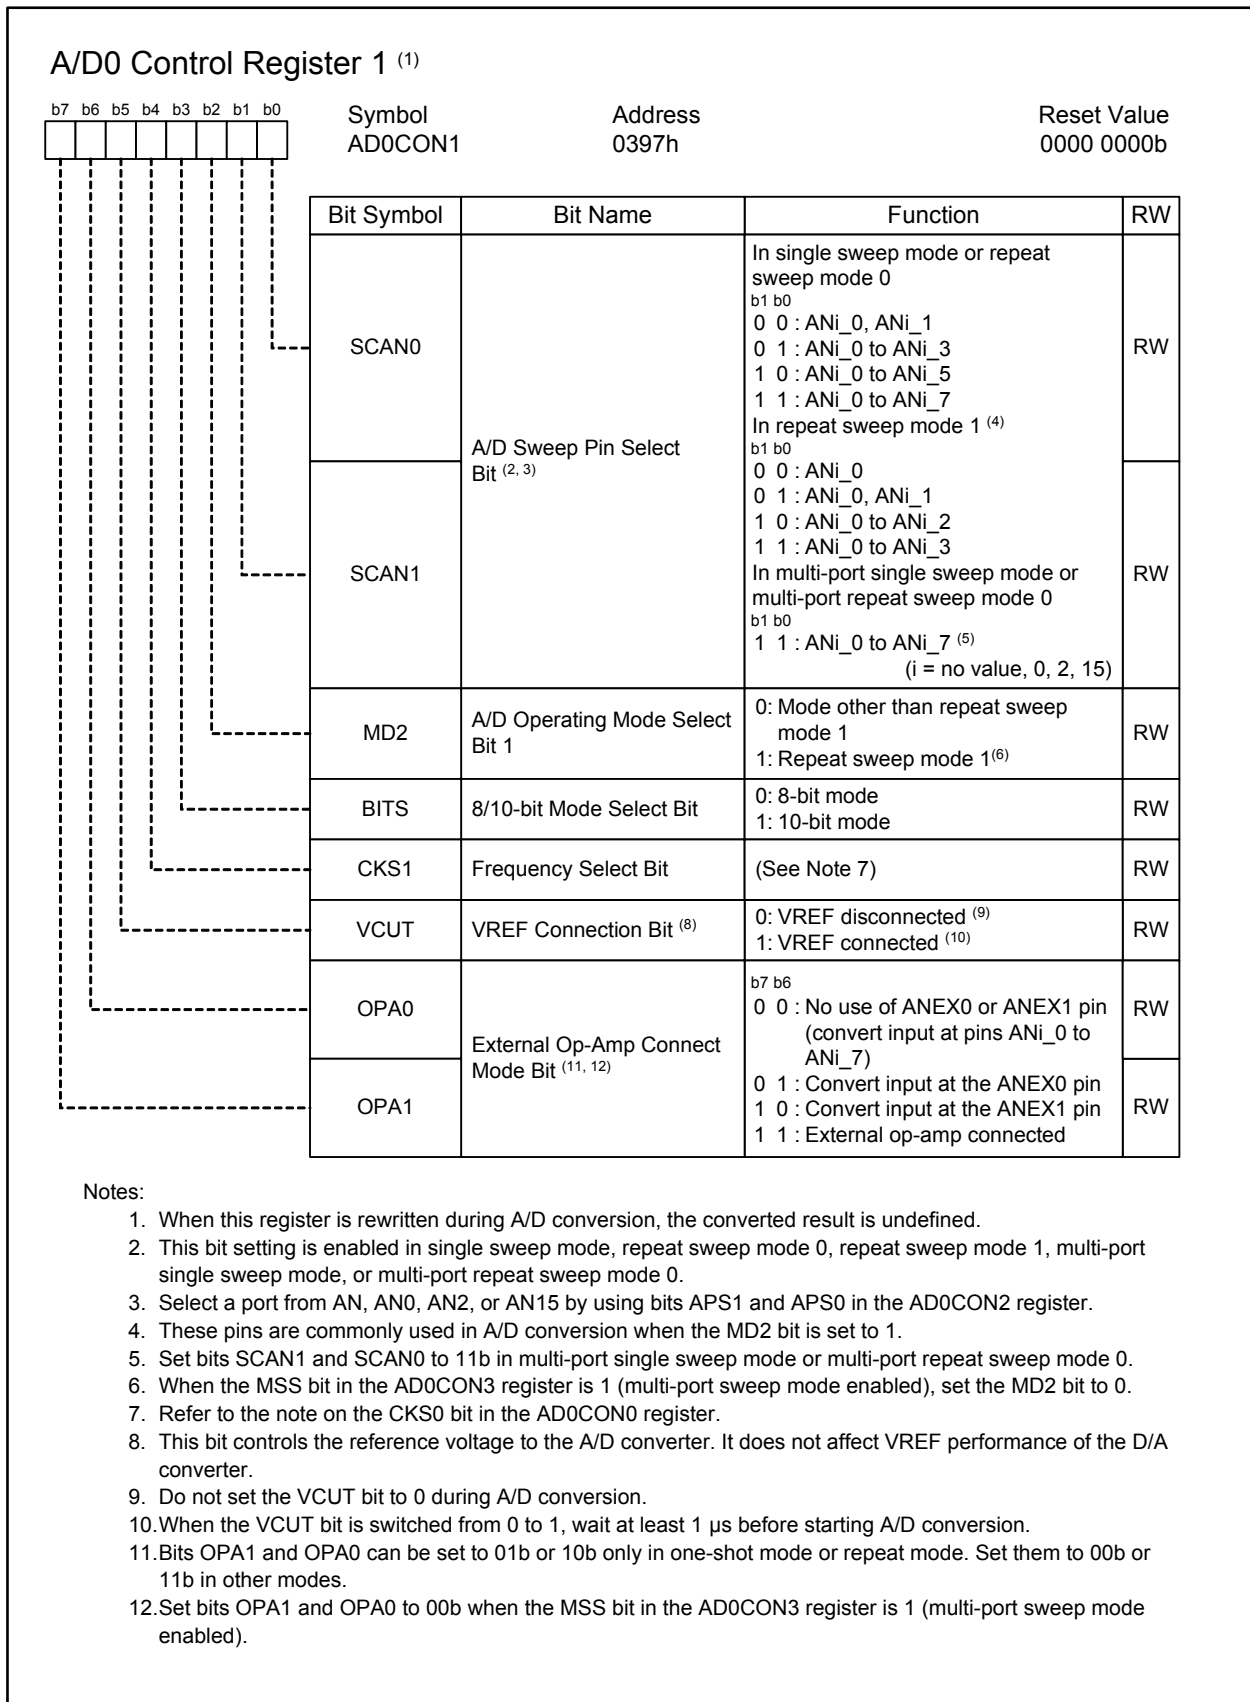 A/D0 Control Register 1 (1)
b7 b6 b5 b4 b3 b2 b1 b0
Symbol Address Reset Value
AD0CON1 0397h 0000 0000b
Bit Symbol Bit Name Function RW
SCAN0
SCAN1
A/D Sweep Pin Select
Bit (2, 3)
In single sweep mode or repeat
sweep mode 0
b1 b0
0 0 : ANi_0, ANi_1
0 1 : ANi_0 to ANi_3
1 0 : ANi_0 to ANi_5
1 1 : ANi_0 to ANi_7
In repeat sweep mode 1 (4)
b1 b0
0 0 : ANi_0
0 1 : ANi_0, ANi_1
1 0 : ANi_0 to ANi_2
1 1 : ANi_0 to ANi_3
In multi-port single sweep mode or
multi-port repeat sweep mode 0
b1 b0
1 1 : ANi_0 to ANi_7 (5)
(i = no value, 0, 2, 15)
RW
RW
MD2
A/D Operating Mode Select
Bit 1
0: Mode other than repeat sweep
mode 1
1: Repeat sweep mode 1(6)
RW
BITS
8/10-bit Mode Select Bit
0: 8-bit mode
1: 10-bit mode
RW
CKS1 Frequency Select Bit (See Note 7) RW
VCUT
VREF Connection Bit (8)
0: VREF disconnected (9)
1: VREF connected (10)
RW
OPA0
OPA1
External Op-Amp Connect
Mode Bit (11, 12)
b7 b6
0 0 : No use of ANEX0 or ANEX1 pin
(convert input at pins ANi_0 to
ANi_7)
0 1 : Convert input at the ANEX0 pin
1 0 : Convert input at the ANEX1 pin
1 1 : External op-amp connected
RW
RW
Notes:
1. When this register is rewritten during A/D conversion, the converted result is undefined.
2. This bit setting is enabled in single sweep mode, repeat sweep mode 0, repeat sweep mode 1, multi-port
single sweep mode, or multi-port repeat sweep mode 0.
3. Select a port from AN, AN0, AN2, or AN15 by using bits APS1 and APS0 in the AD0CON2 register.
4. These pins are commonly used in A/D conversion when the MD2 bit is set to 1.
5. Set bits SCAN1 and SCAN0 to 11b in multi-port single sweep mode or multi-port repeat sweep mode 0.
6. When the MSS bit in the AD0CON3 register is 1 (multi-port sweep mode enabled), set the MD2 bit to 0.
7. Refer to the note on the CKS0 bit in the AD0CON0 register.
8. This bit controls the reference voltage to the A/D converter. It does not affect VREF performance of the D/A
converter.
9. Do not set the VCUT bit to 0 during A/D conversion.
10.When the VCUT bit is switched from 0 to 1, wait at least 1 µs before starting A/D conversion.
11.Bits OPA1 and OPA0 can be set to 01b or 10b only in one-shot mode or repeat mode. Set them to 00b or
11b in other modes.
12.Set bits OPA1 and OPA0 to 00b when the MSS bit in the AD0CON3 register is 1 (multi-port sweep mode
enabled).